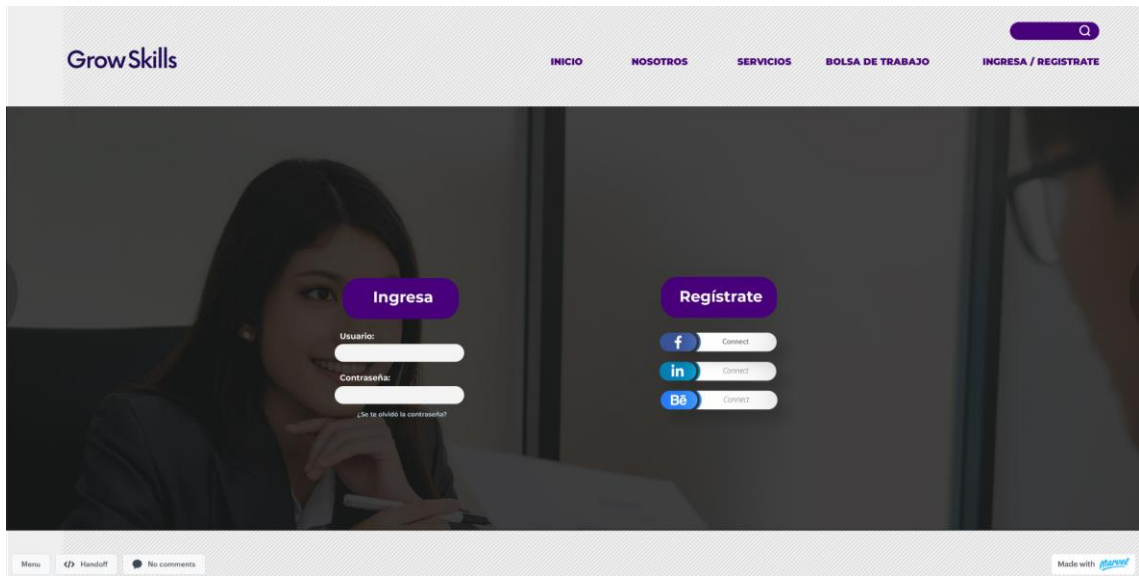 GrowSkills
INICIO NOSOTROS SERVICIOS BOLSA DE TRABAJO INGRESA / REGISTRATE
Ingresa
Usuario:
Contraseña:
¿Se te olvidó la contraseña?
Regístrate
f Connect
in Connect
Bē Connect
Menu </> Handoff No comments
Made with marvel